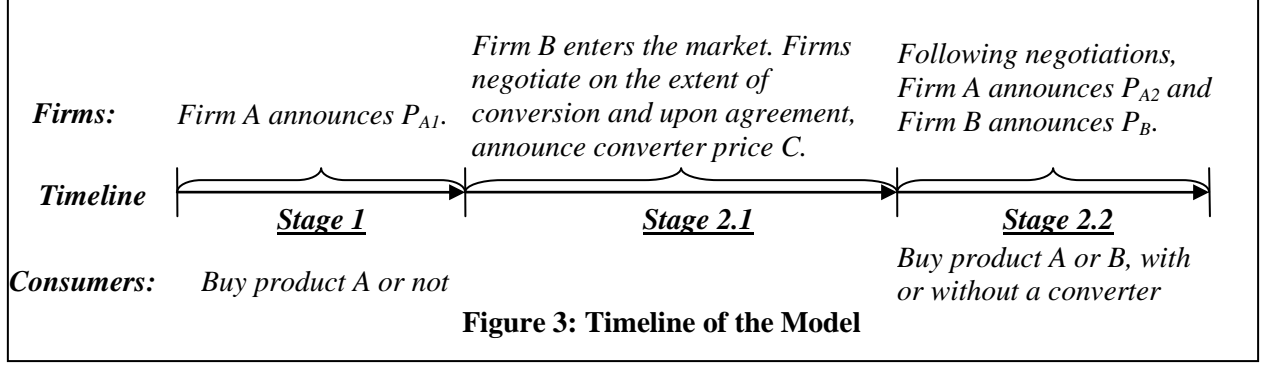 Firms:
Firm A announces P_A1.
Firm B enters the market. Firms
negotiate on the extent of
conversion and upon agreement,
announce converter price C.
Following negotiations,
Firm A announces P_A2 and
Firm B announces P_B.
Timeline
Stage 1
Stage 2.1
Stage 2.2
Consumers:
Buy product A or not
Buy product A or B, with
or without a converter
Figure 3: Timeline of the Model